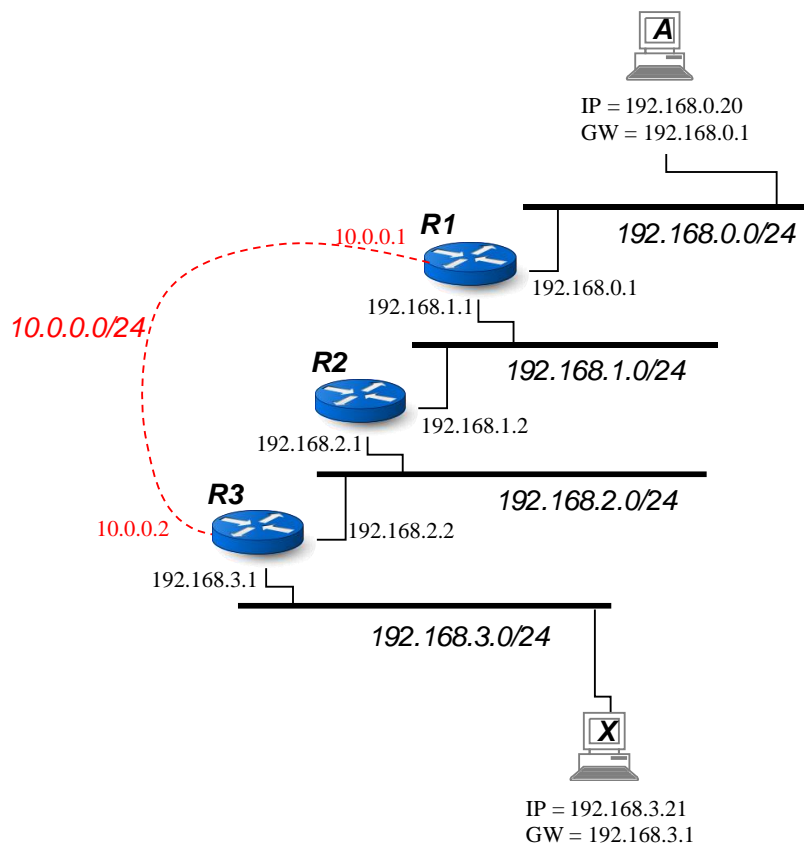 A
IP = 192.168.0.20
GW = 192.168.0.1
R1
10.0.0.1
192.168.0.0/24
192.168.0.1
192.168.1.1
10.0.0.0/24
R2
192.168.1.0/24
192.168.1.2
192.168.2.1
R3
192.168.2.0/24
10.0.0.2
192.168.2.2
192.168.3.1
192.168.3.0/24
X
IP = 192.168.3.21
GW = 192.168.3.1